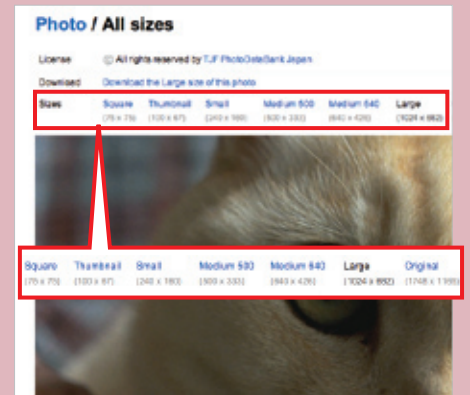 Photo / All sizes
License © All rights reserved by TJF PhotoDataBank Japan
Download Download the Large size of this photo
Sizes Square Thumbnail Small Medium 500 Medium 640 Large
(75 x 75) (100 x 67) (240 x 160) (500 x 333) (640 x 426) (1024 x 682)
Square Thumbnail Small Medium 500 Medium 640 Large Original
(75 x 75) (100 x 67) (240 x 160) (500 x 333) (640 x 426) (1024 x 682)